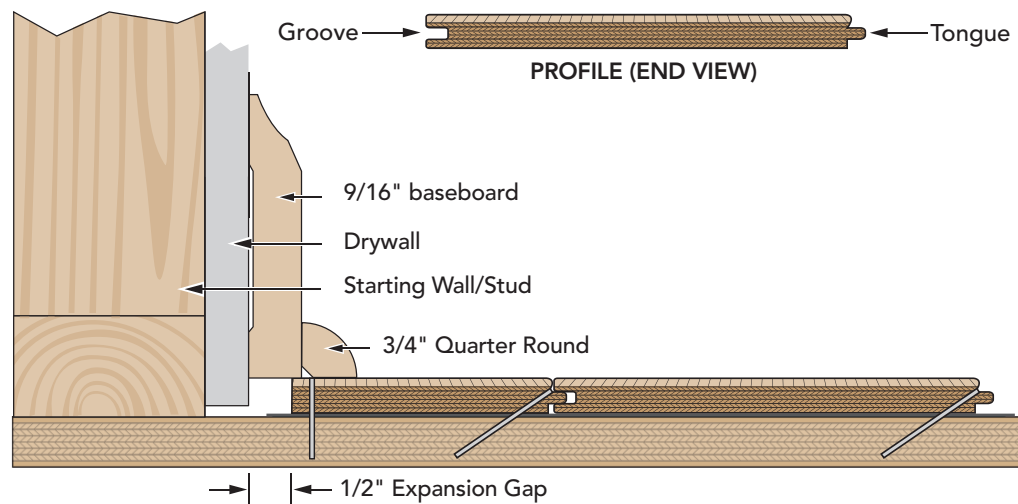 Groove
Tongue
PROFILE (END VIEW)
9/16" baseboard
Drywall
Starting Wall/Stud
3/4" Quarter Round
1/2" Expansion Gap